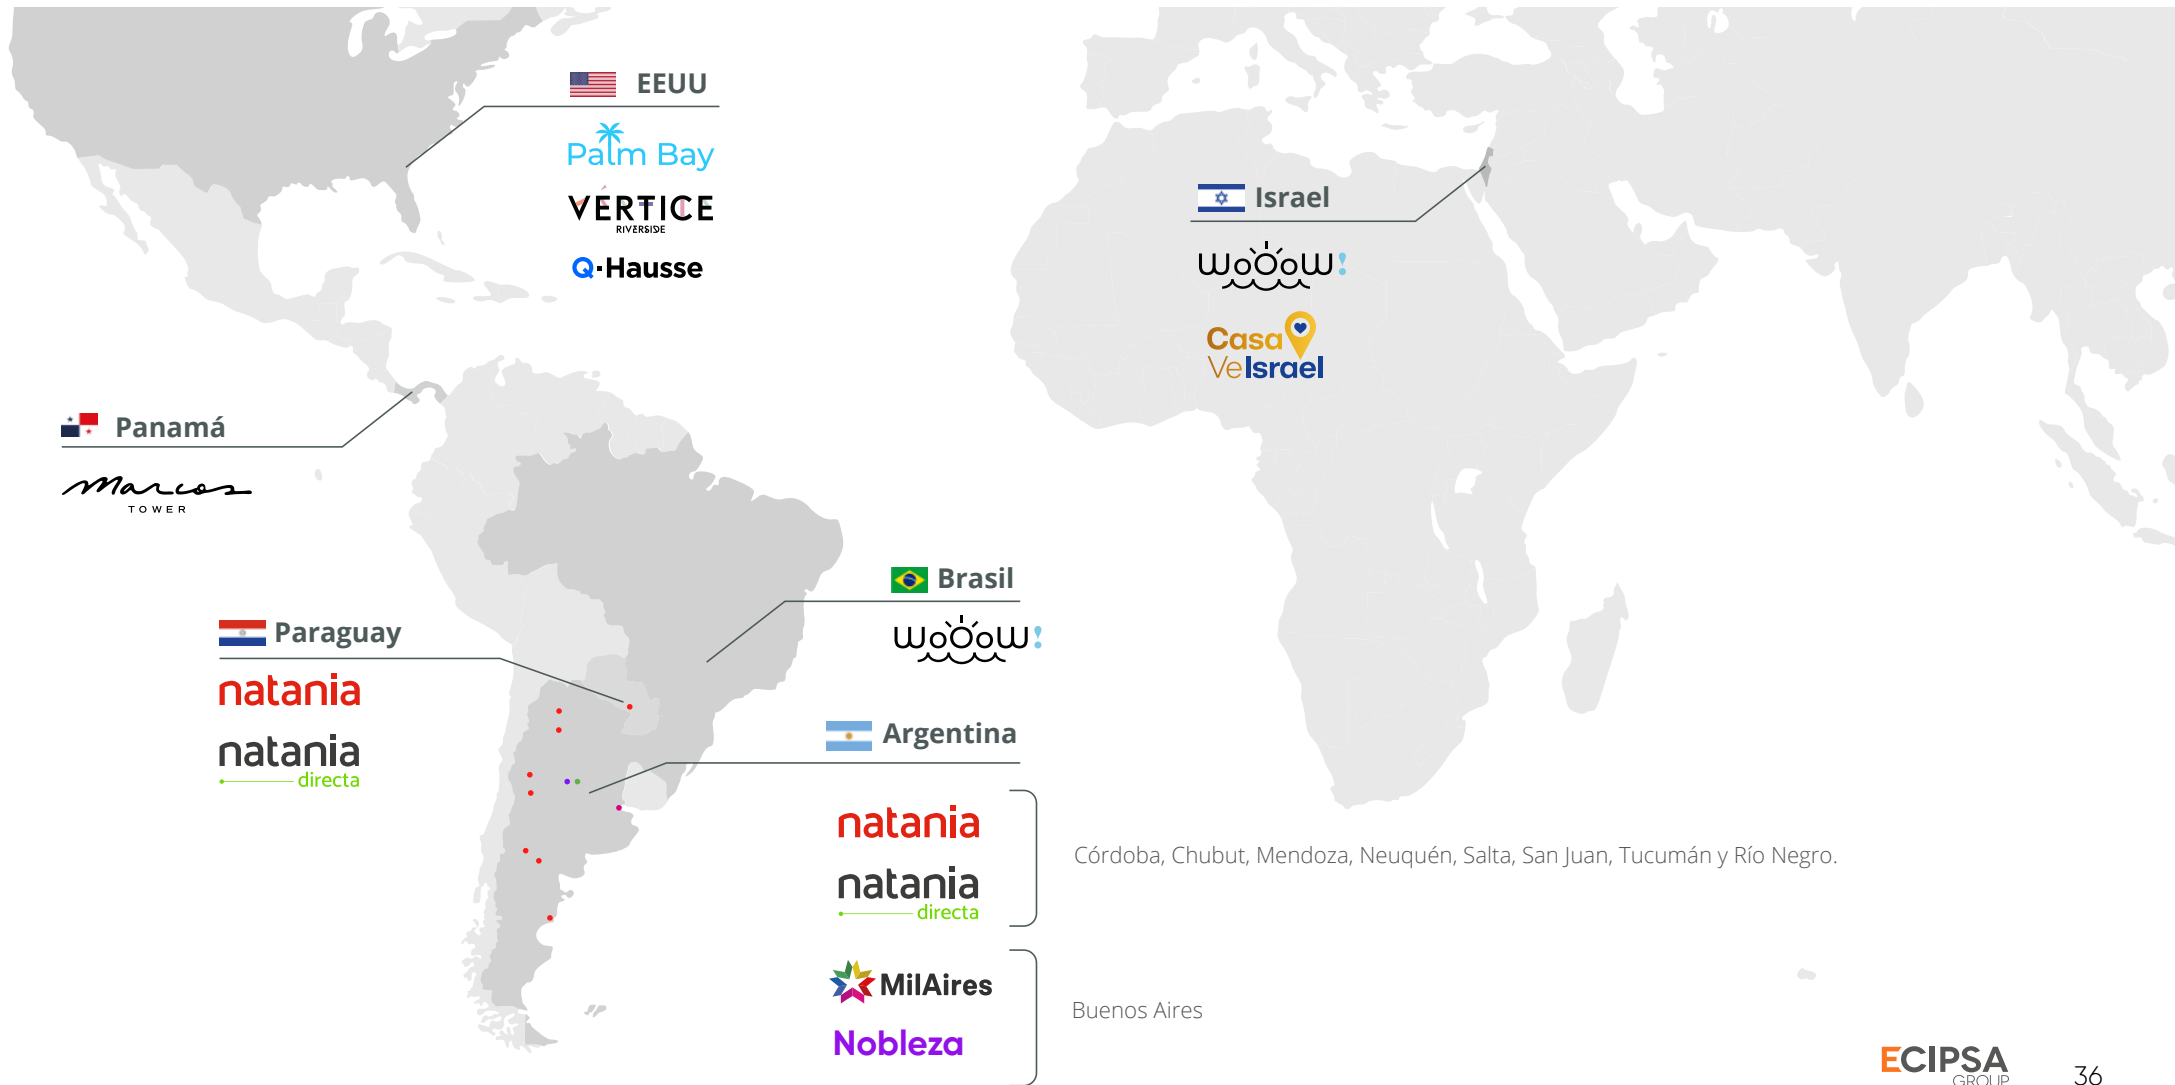 EEUU
Palm Bay
VÉRTICE
RIVERSIDE
Q·Hausse
Israel
WoOoW!
Casa
VeIsrael
Panamá
Marcos
TOWER
Brasil
WoOoW!
Paraguay
natania
natania
directa
Argentina
natania
natania
directa
Córdoba, Chubut, Mendoza, Neuquén, Salta, San Juan, Tucumán y Río Negro.
MilAires
Nobleza
Buenos Aires
ECIPSA
GROUP
36